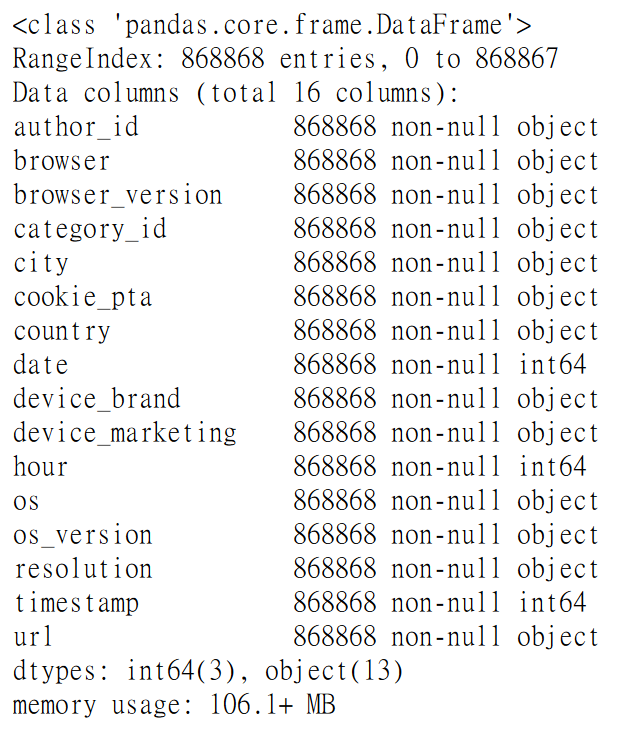 <class 'pandas.core.frame.DataFrame'>
RangeIndex: 868868 entries, 0 to 868867
Data columns (total 16 columns):
author_id 868868 non-null object
browser 868868 non-null object
browser_version 868868 non-null object
category_id 868868 non-null object
city 868868 non-null object
cookie_pta 868868 non-null object
country 868868 non-null object
date 868868 non-null int64
device_brand 868868 non-null object
device_marketing 868868 non-null object
hour 868868 non-null int64
os 868868 non-null object
os_version 868868 non-null object
resolution 868868 non-null object
timestamp 868868 non-null int64
url 868868 non-null object
dtypes: int64(3), object(13)
memory usage: 106.1+ MB